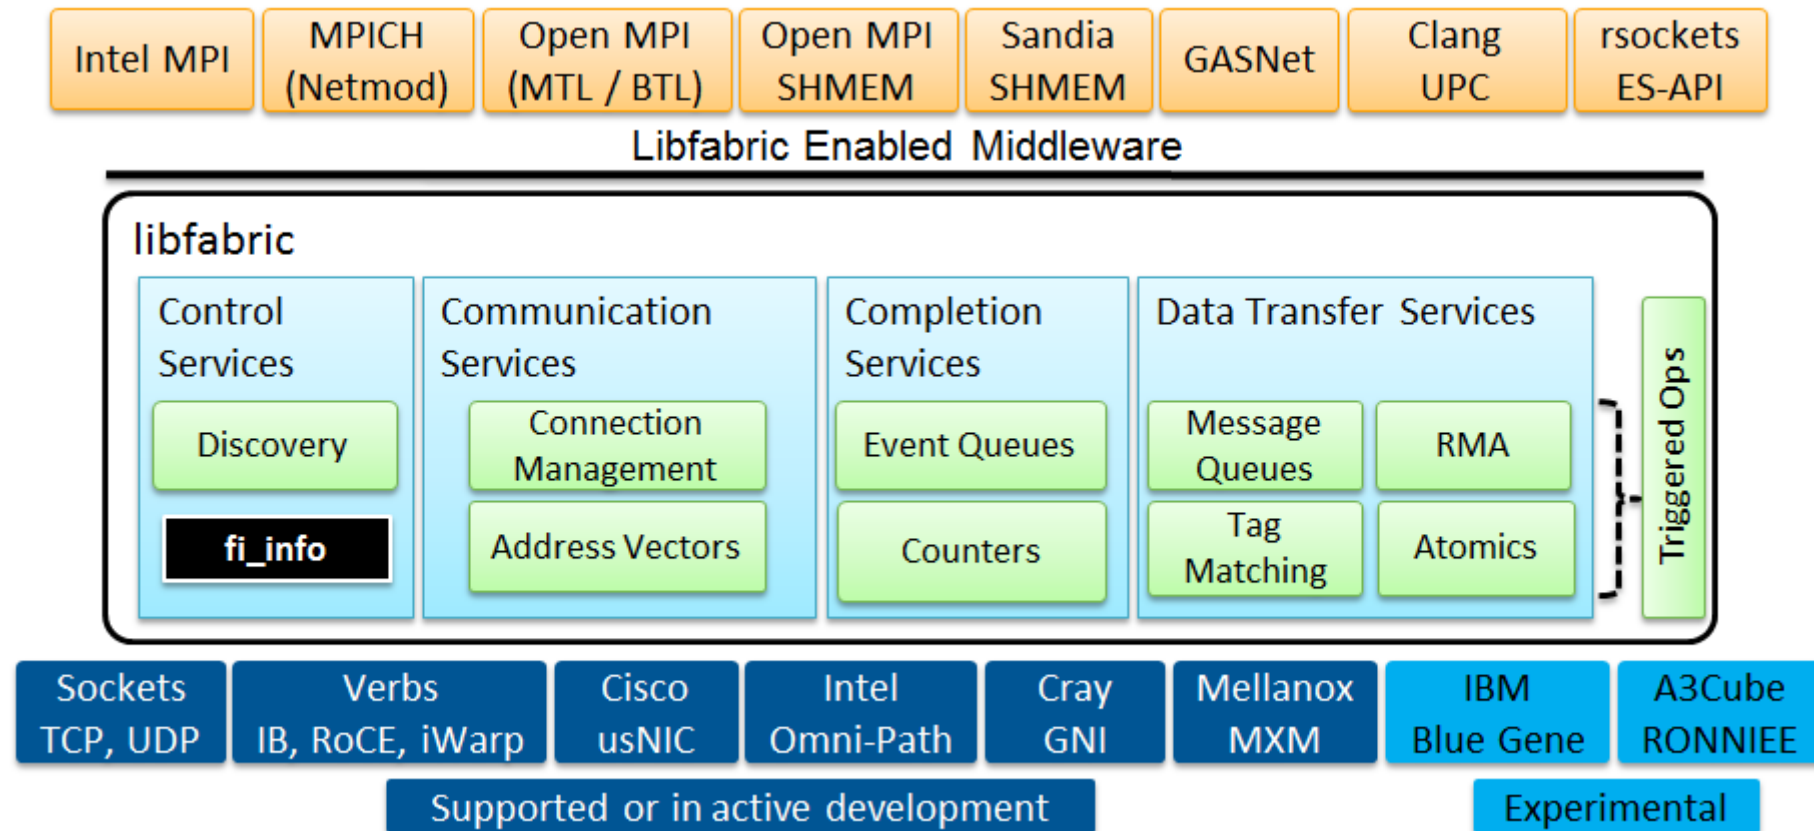 Intel MPI
MPICH
(Netmod)
Open MPI
(MTL / BTL)
Open MPI
SHMEM
Sandia
SHMEM
GASNet
Clang
UPC
rsockets
ES-API
Libfabric Enabled Middleware
libfabric
Control
Services
Discovery
fi_info
Communication
Services
Connection
Management
Address Vectors
Completion
Services
Event Queues
Counters
Data Transfer Services
Message
Queues
RMA
Tag
Matching
Atomics
Triggered Ops
Sockets
TCP, UDP
Verbs
IB, RoCE, iWarp
Cisco
usNIC
Intel
Omni-Path
Cray
GNI
Mellanox
MXM
IBM
Blue Gene
A3Cube
RONNIEE
Supported or in active development
Experimental